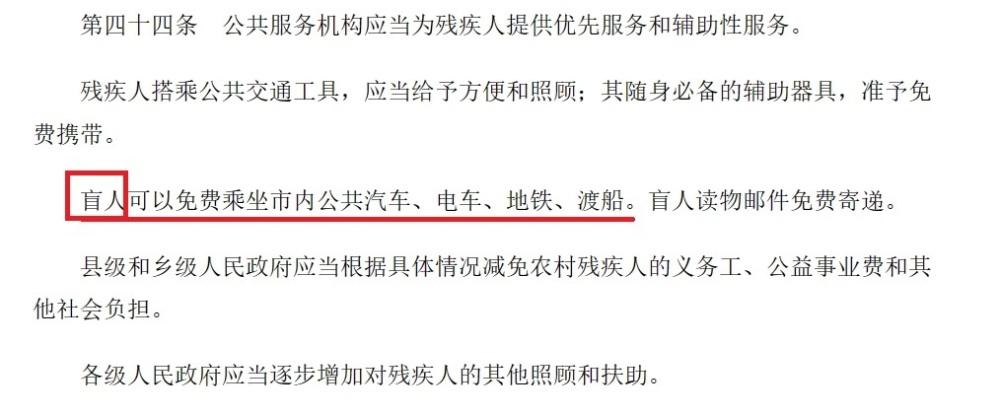 第四十四条　公共服务机构应当为残疾人提供优先服务和辅助性服务。
残疾人搭乘公共交通工具，应当给予方便和照顾；其随身必备的辅助器具，准予免
费携带。
盲人可以免费乘坐市内公共汽车、电车、地铁、渡船。盲人读物邮件免费寄递。
县级和乡级人民政府应当根据具体情况减免农村残疾人的义务工、公益事业费和其
他社会负担。
各级人民政府应当逐步增加对残疾人的其他照顾和扶助。